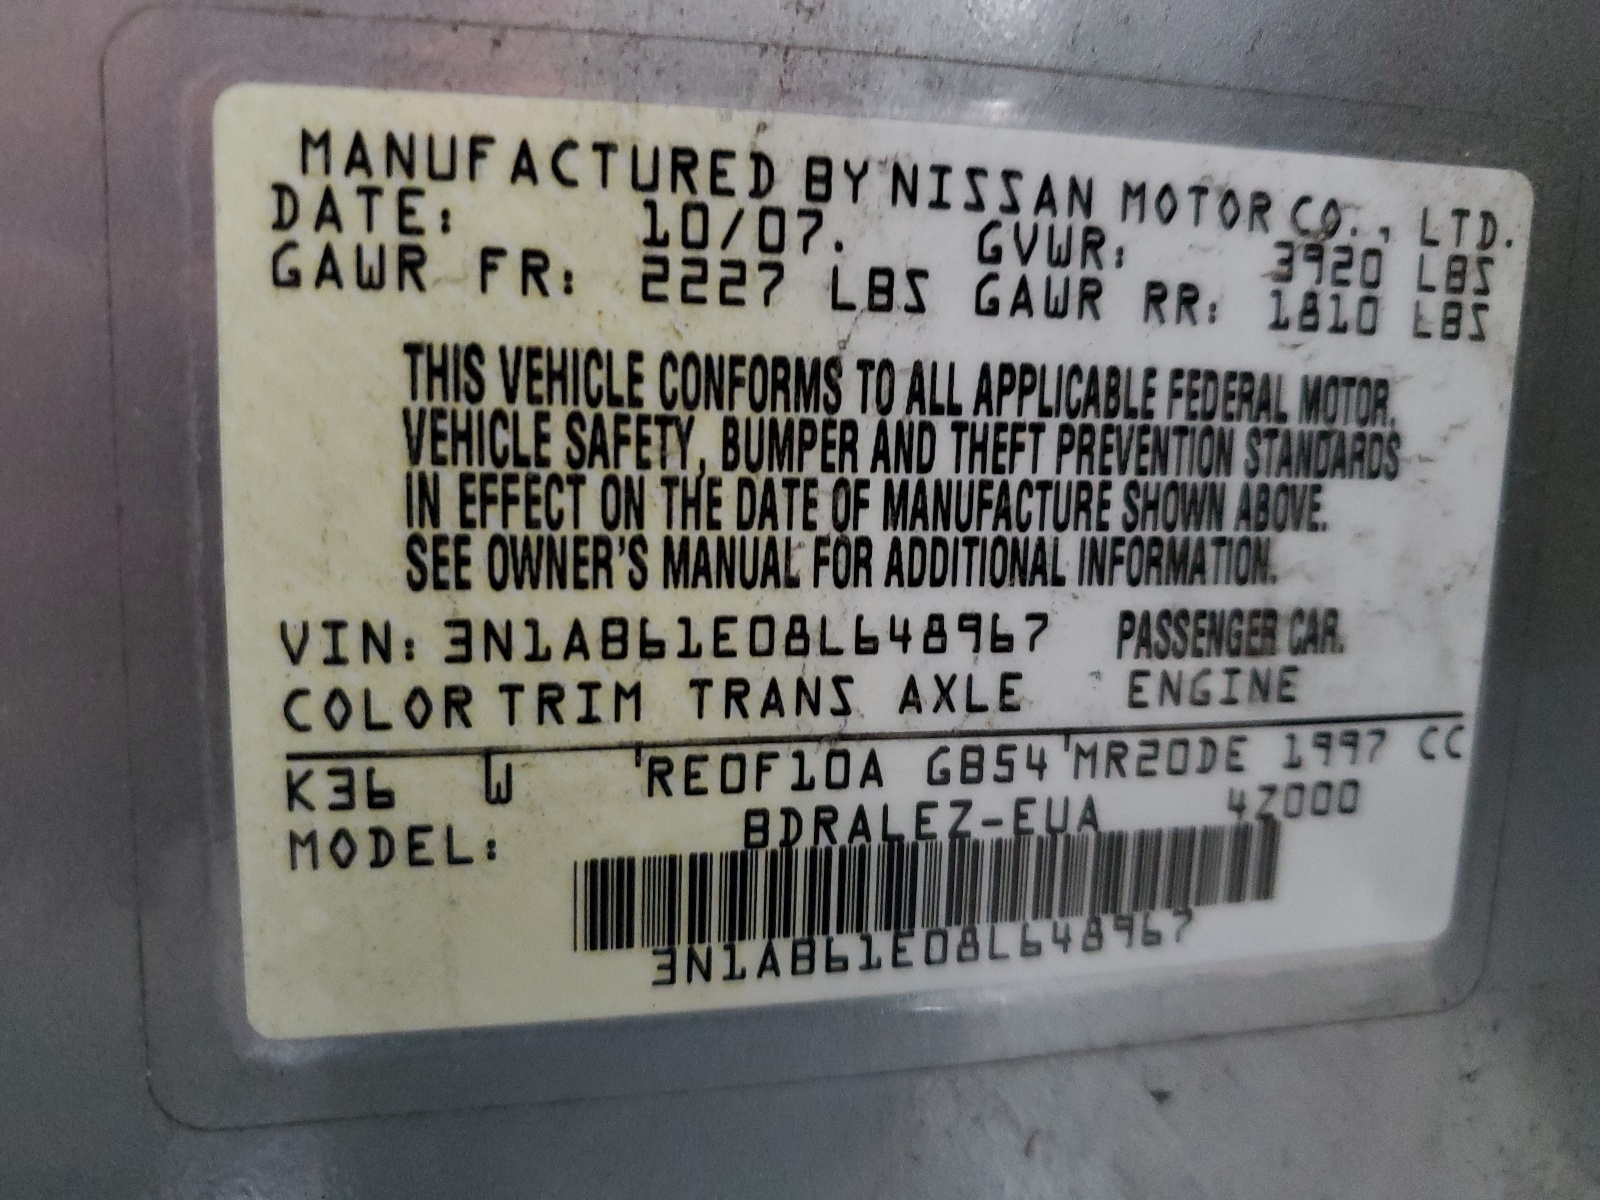 MANUFACTURED BY NISSAN MOTOR CO., LTD.
DATE: 10/07. GVWR: 3920 LBS
GAWR FR: 2227 LBS GAWR RR: 1810 LBS
THIS VEHICLE CONFORMS TO ALL APPLICABLE FEDERAL MOTOR
VEHICLE SAFETY, BUMPER AND THEFT PREVENTION STANDARDS
IN EFFECT ON THE DATE OF MANUFACTURE SHOWN ABOVE.
SEE OWNER'S MANUAL FOR ADDITIONAL INFORMATION.
VIN: 3N1AB61E08L648967 PASSENGER CAR.
COLOR TRIM TRANS AXLE ENGINE
K36 W 'RE0F10A GB54 'MR20DE 1997 CC
MODEL: BDRALEZ-EUA 4Z000
3N1AB61E08L648967